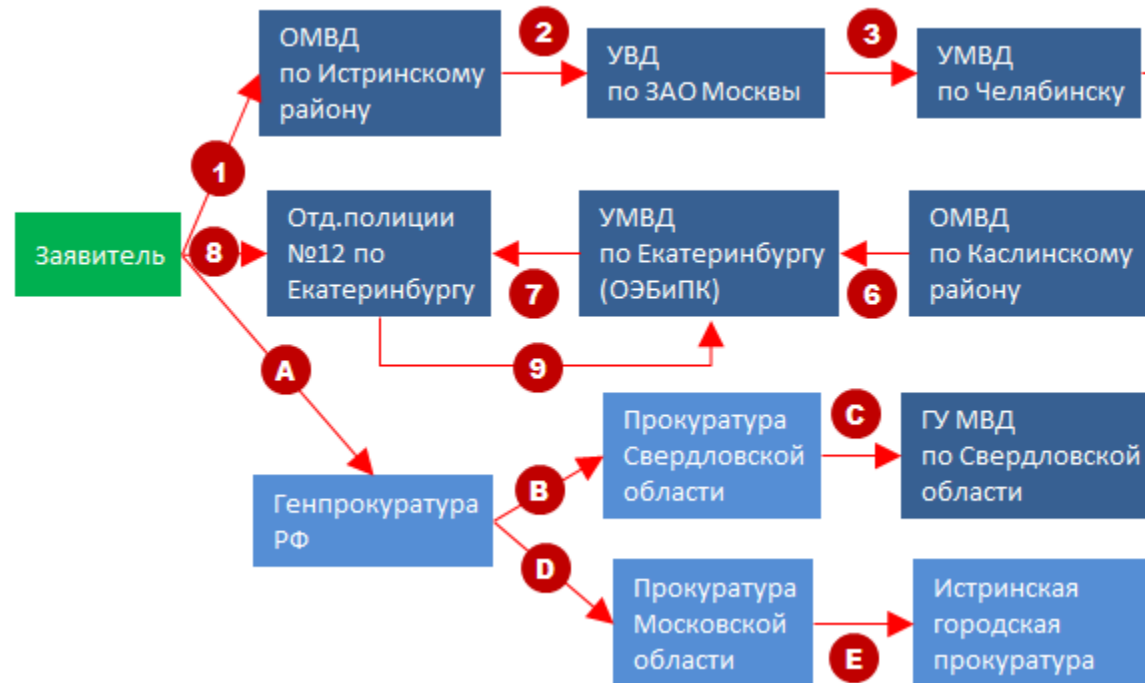 ОМВД
по Истринскому
району
2
УВД
по ЗАО Москвы
3
УМВД
по Челябинску
1
Заявитель
8
Отд.полиции
№12 по
Екатеринбургу
7
УМВД
по Екатеринбургу
(ОЭБиПК)
6
ОМВД
по Каслинскому
району
9
A
Генпрокуратура
РФ
B
Прокуратура
Свердловской
области
C
ГУ МВД
по Свердловской
области
D
Прокуратура
Московской
области
E
Истринская
городская
прокуратура